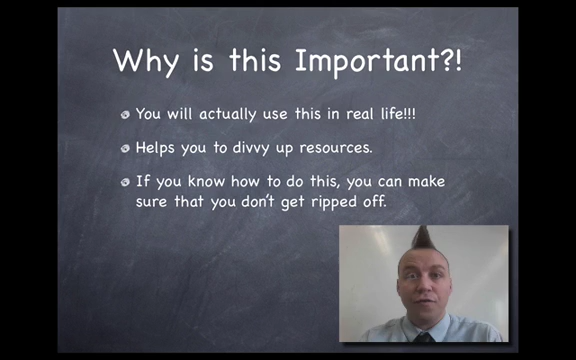 Why is this Important?!
You will actually use this in real life!!!
Helps you to divvy up resources.
If you know how to do this, you can make
sure that you don't get ripped off.